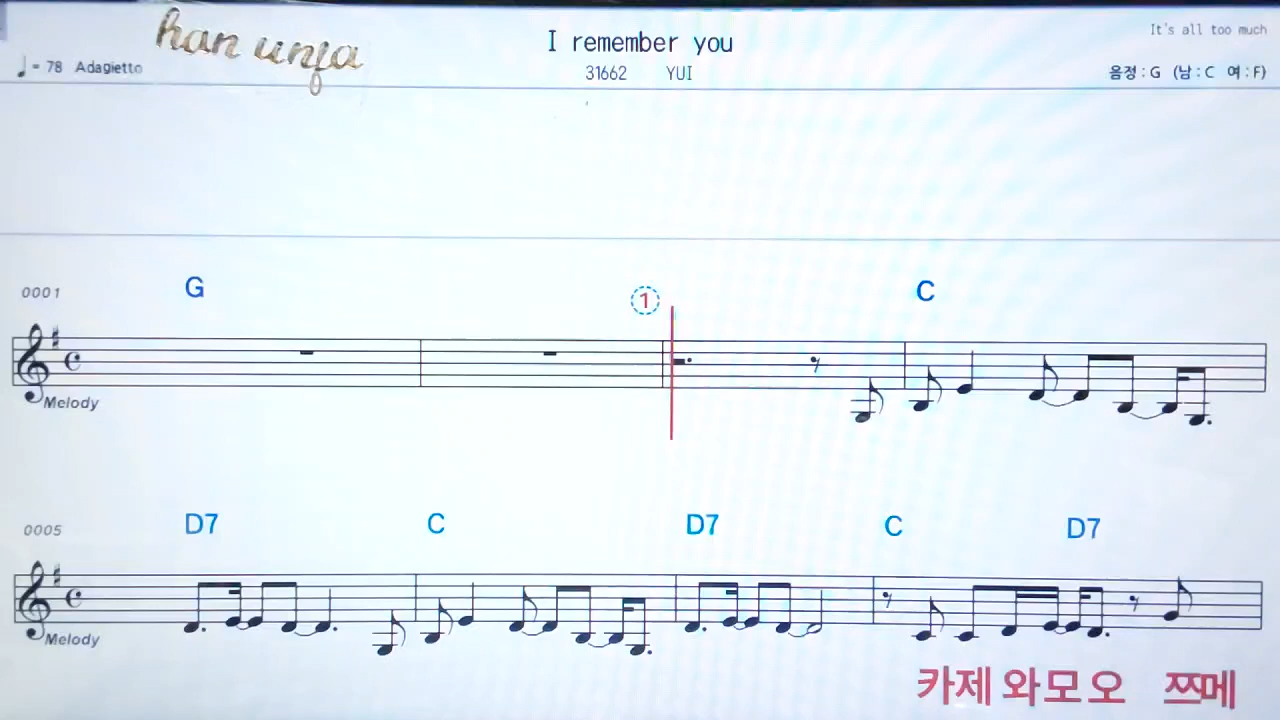 han unja
I remember you
It's all too much
♩= 78 Adagietto
31662 YUI
음정 : G (남 : C 여 : F)
0001 G ① C
Melody
0005 D7 C D7 C D7
Melody
카제 와모오 쯔메